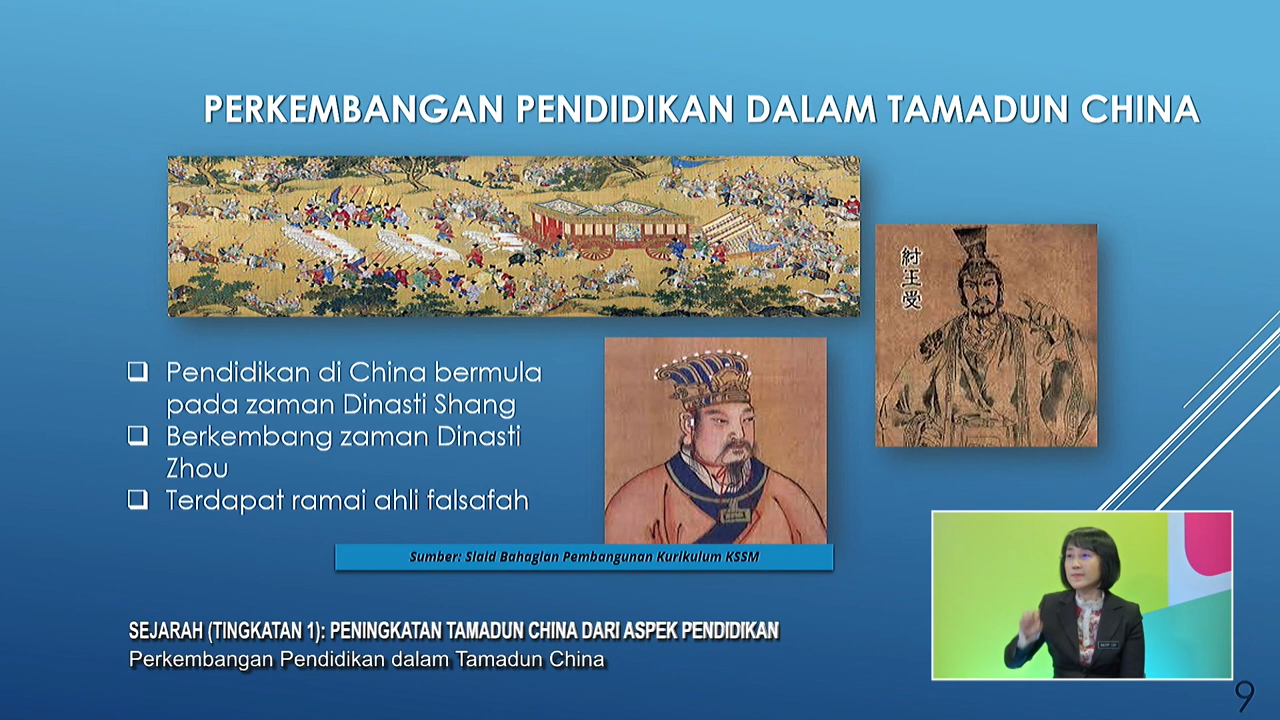 PERKEMBANGAN PENDIDIKAN DALAM TAMADUN CHINA
紂王受
Pendidikan di China bermula
pada zaman Dinasti Shang
Berkembang zaman Dinasti
Zhou
Terdapat ramai ahli falsafah
Sumber: Slaid Bahagian Pembangunan Kurikulum KSSM
SEJARAH (TINGKATAN 1): PENINGKATAN TAMADUN CHINA DARI ASPEK PENDIDIKAN
Perkembangan Pendidikan dalam Tamadun China
9